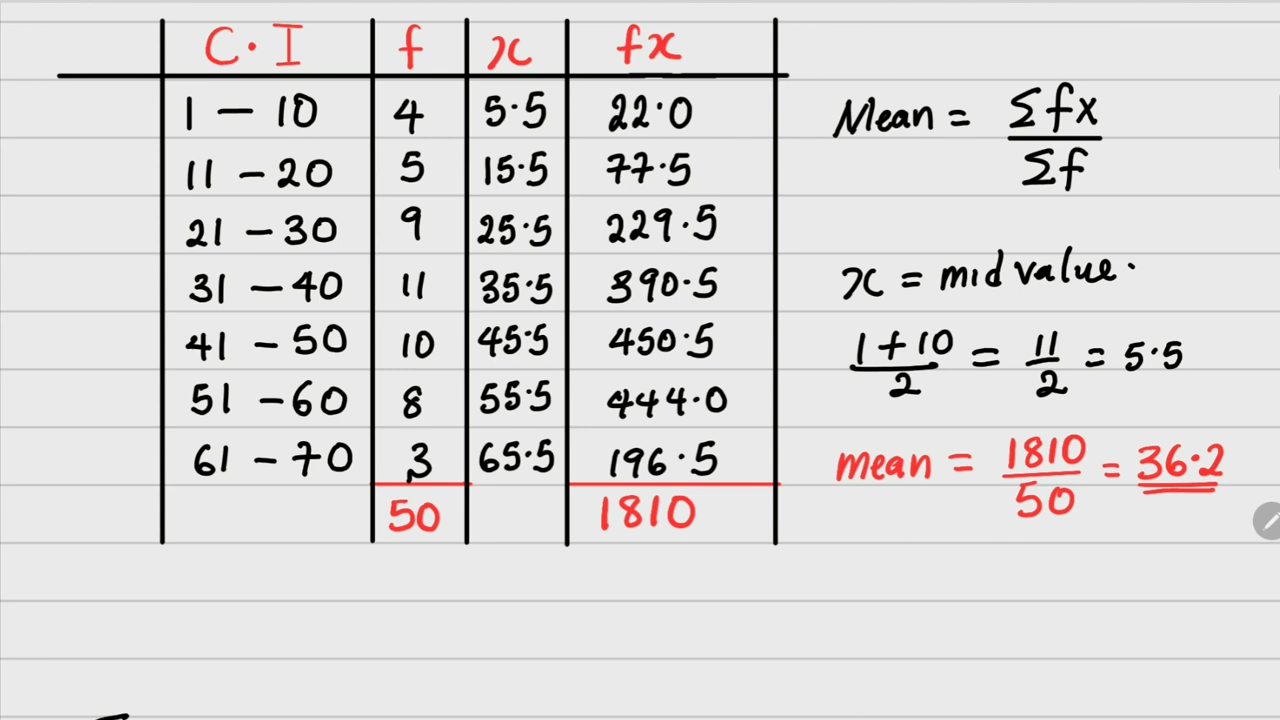 C·I f x fx
1 – 10 4 5·5 22·0
11 – 20 5 15·5 77·5
21 – 30 9 25·5 229·5
31 – 40 11 35·5 390·5
41 – 50 10 45·5 450·5
51 – 60 8 55·5 444·0
61 – 70 3 65·5 196·5
50 1810
Mean = Σfx / Σf
x = mid value·
1 + 10 / 2 = 11 / 2 = 5·5
mean = 1810 / 50 = 36·2